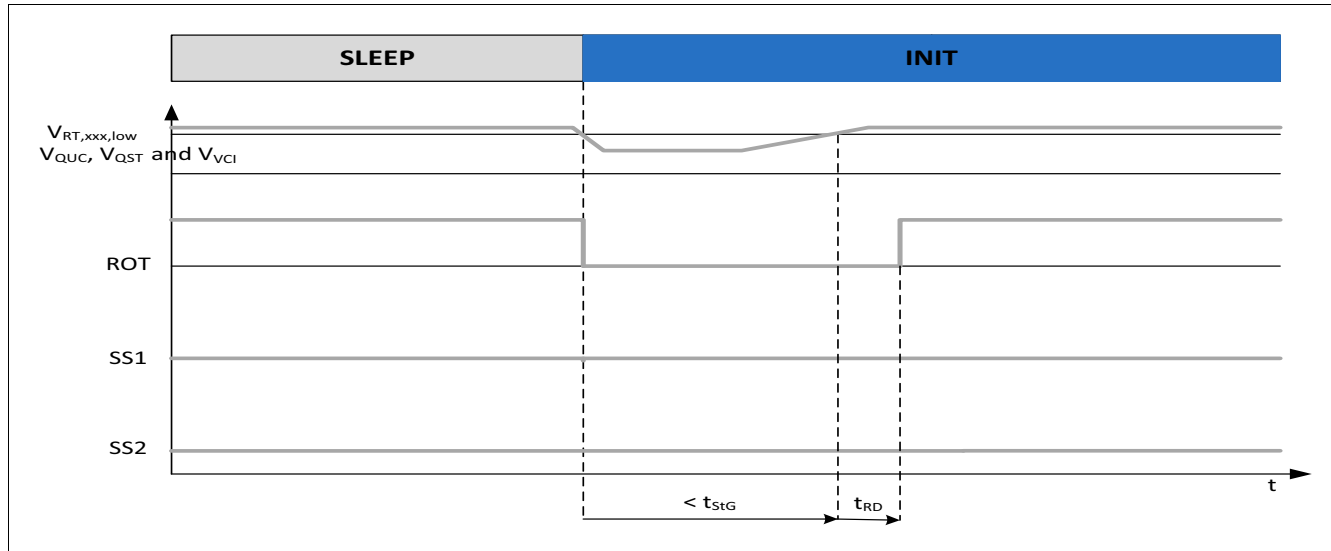 SLEEP INIT
VRT,xxx,low
VQUC, VQST and VVCI
ROT
SS1
SS2
t
< tStG tRD